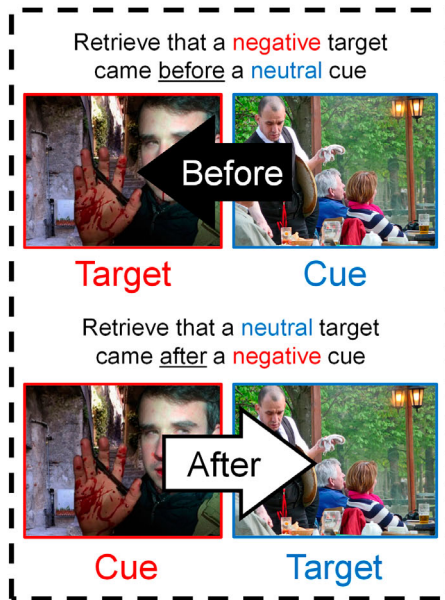 Retrieve that a negative target
came before a neutral cue
Before
Target
Cue
Retrieve that a neutral target
came after a negative cue
After
Cue
Target